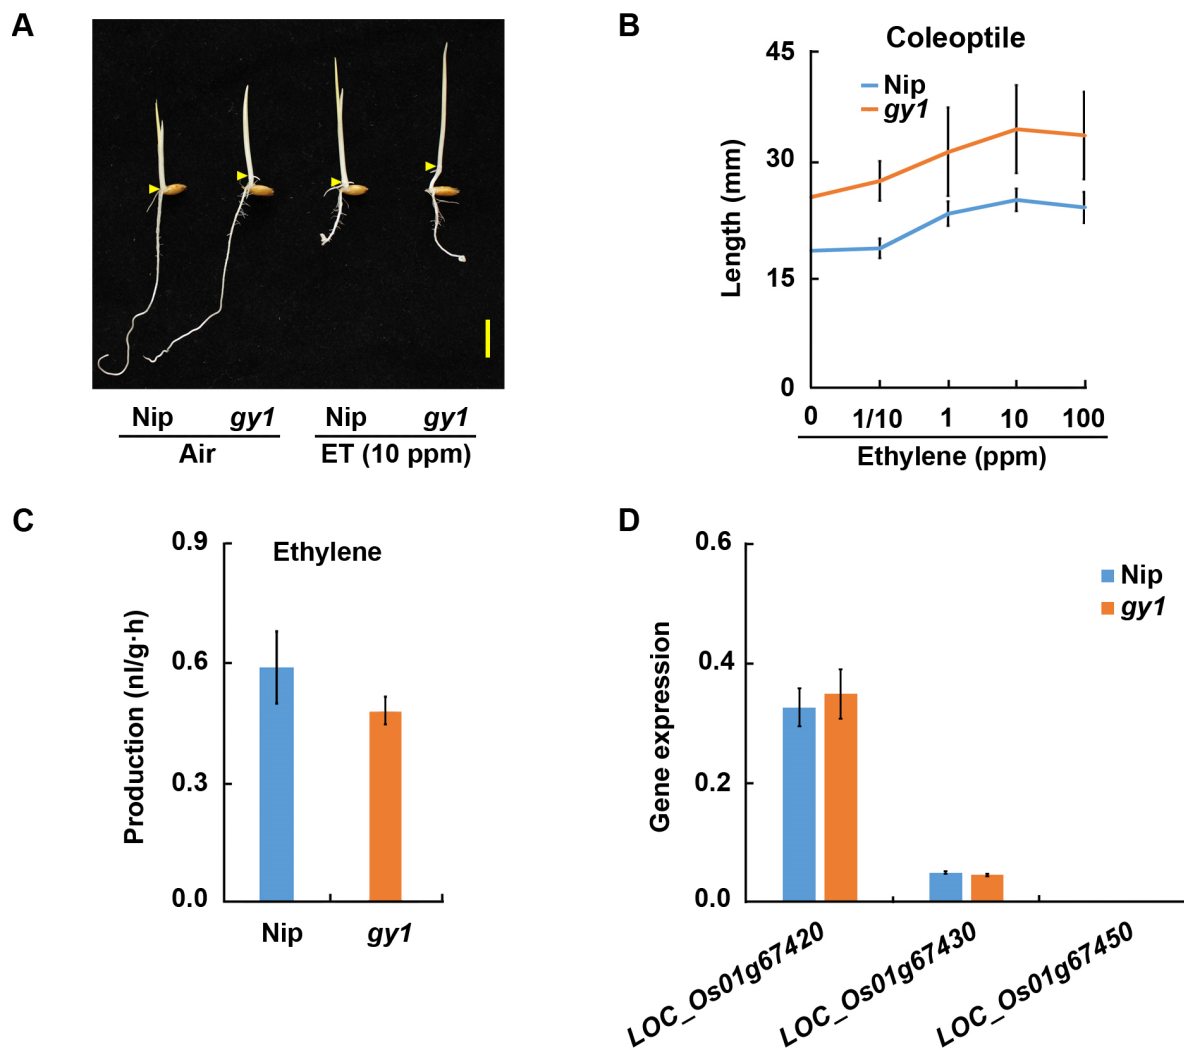 A
Nip gy1 Nip gy1
Air ET (10 ppm)
B
Coleoptile
Nip
gy1
Length (mm)
45
30
15
0
0 1/10 1 10 100
Ethylene (ppm)
C
Ethylene
Production (nl/g·h)
0.9
0.6
0.3
0.0
Nip gy1
D
Nip
gy1
Gene expression
0.6
0.4
0.2
0.0
LOC_Os01g67420
LOC_Os01g67430
LOC_Os01g67450